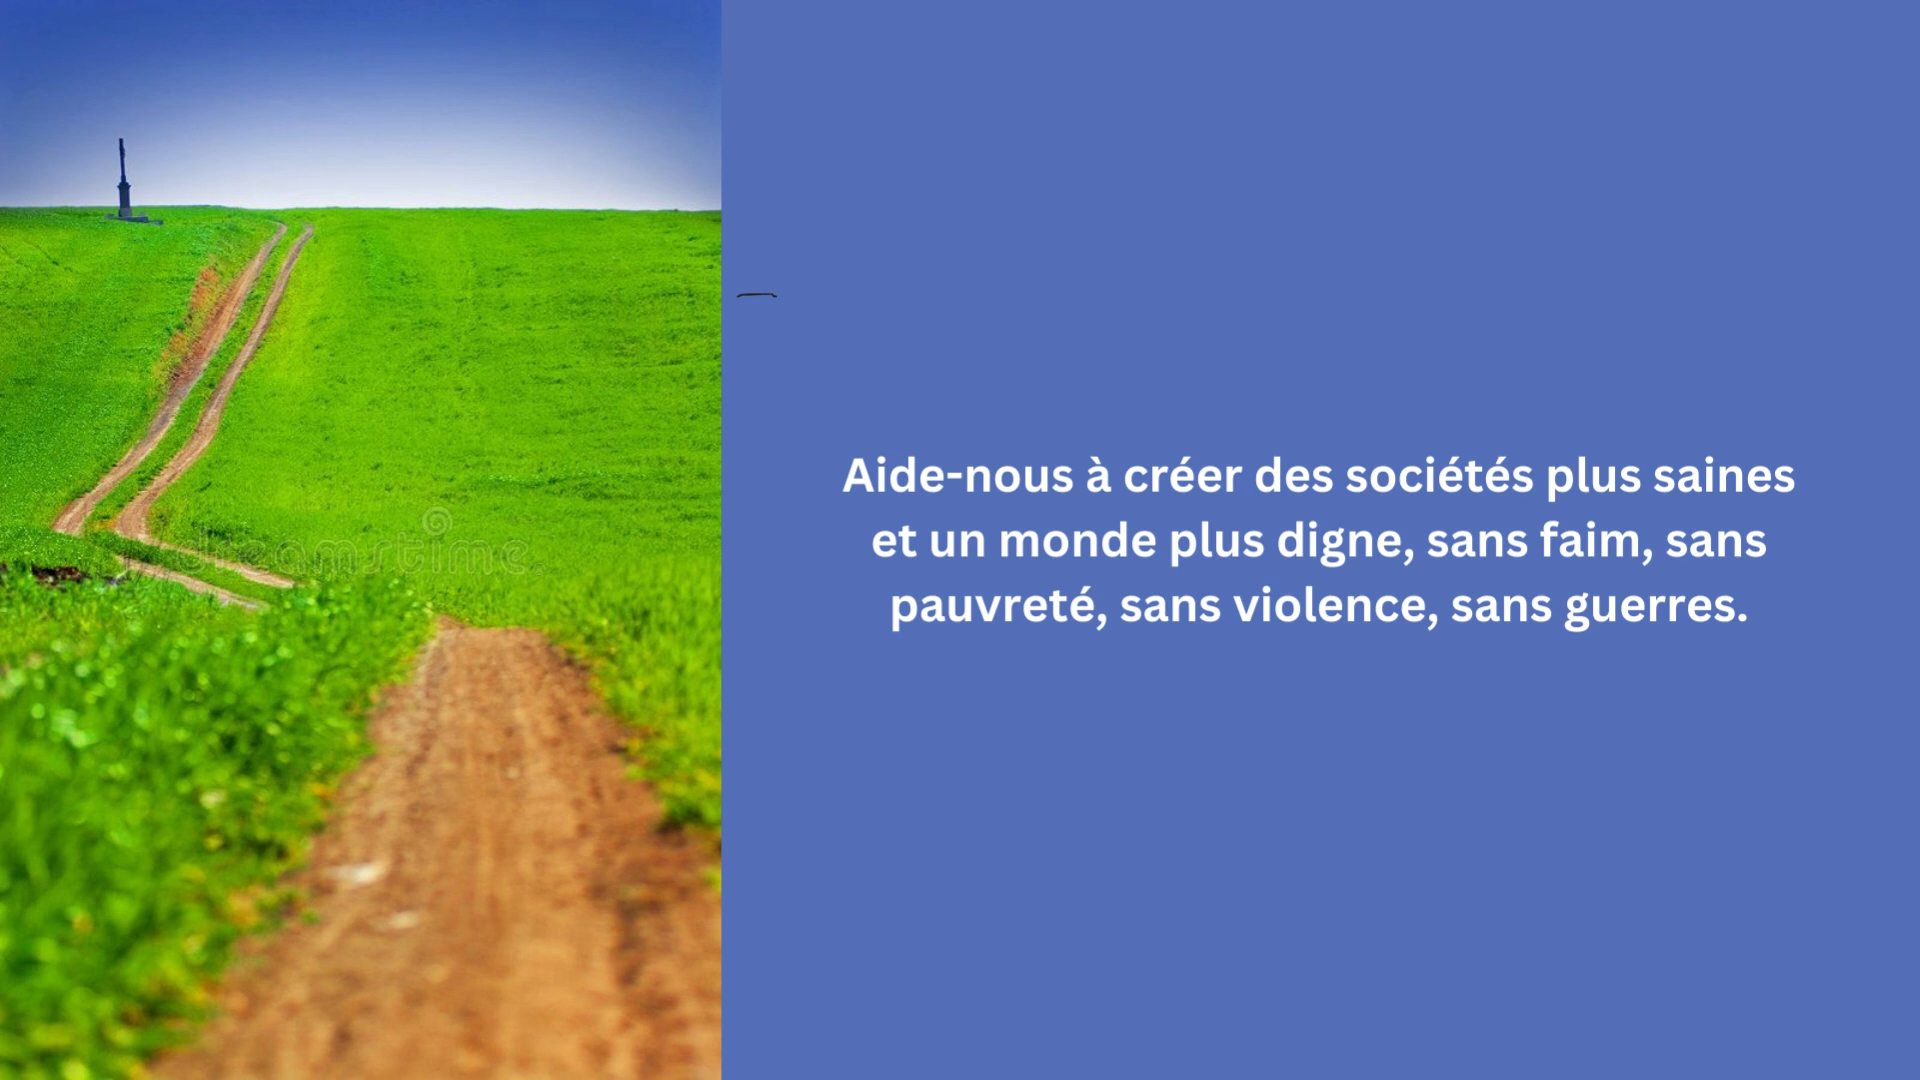 Aide-nous à créer des sociétés plus saines
et un monde plus digne, sans faim, sans
pauvreté, sans violence, sans guerres.
dreamstime.